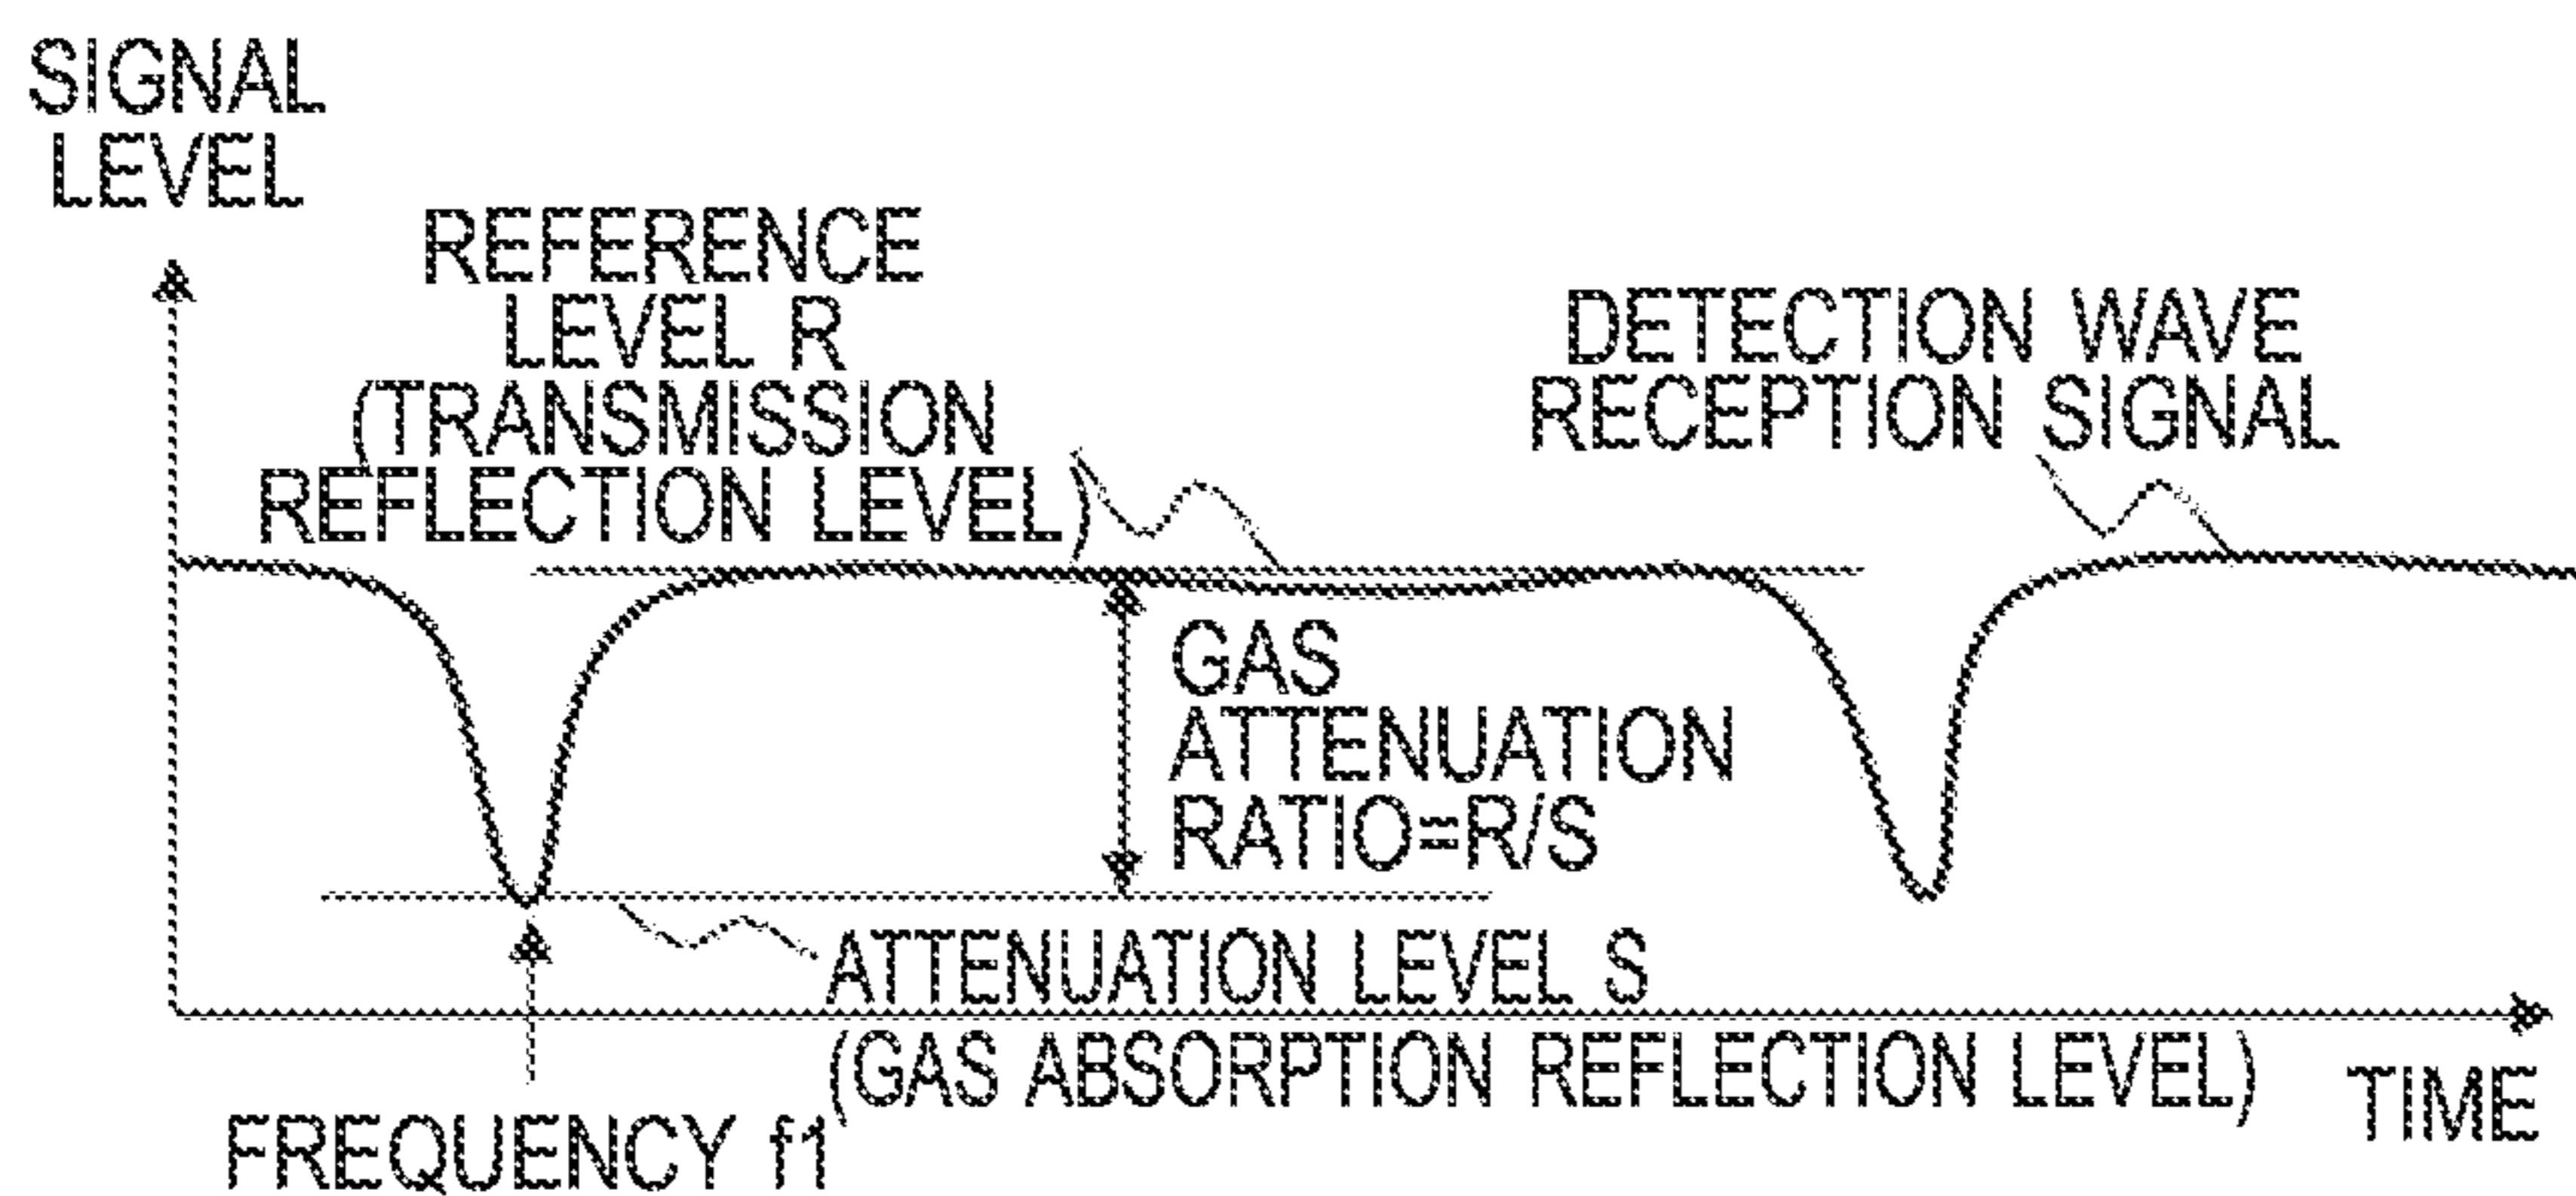 SIGNAL
LEVEL
REFERENCE
LEVEL R
(TRANSMISSION
REFLECTION LEVEL)
DETECTION WAVE
RECEPTION SIGNAL
GAS
ATTENUATION
RATIO=R/S
ATTENUATION LEVEL S
(GAS ABSORPTION REFLECTION LEVEL)
TIME
FREQUENCY f1